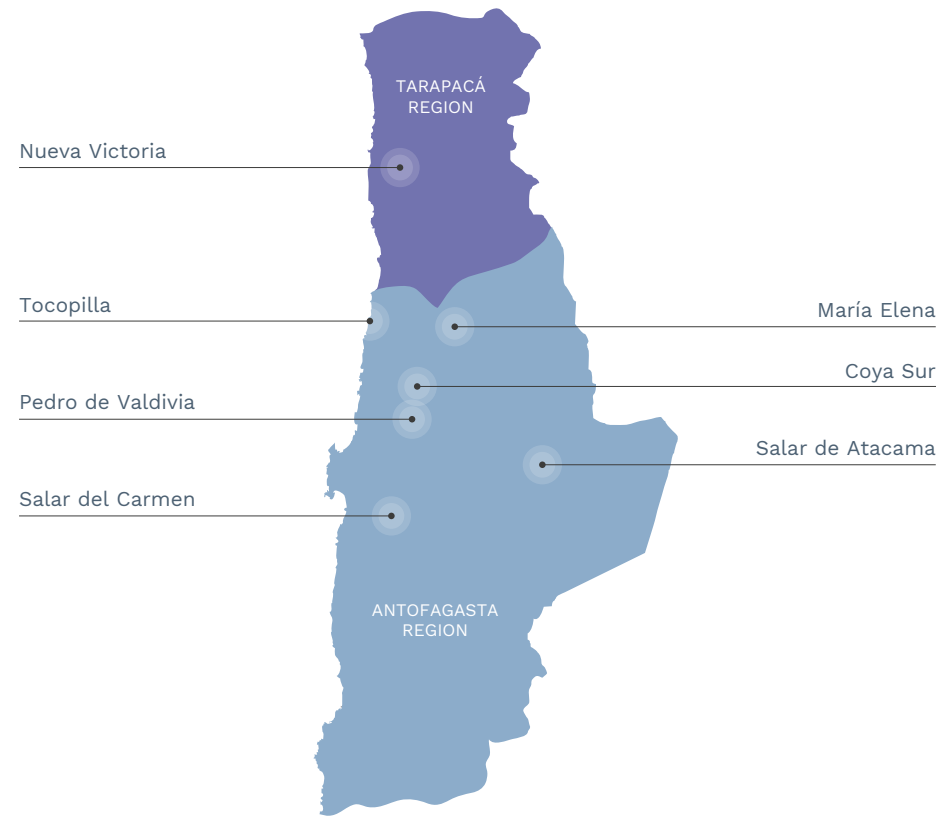 TARAPACÁ
REGION
Nueva Victoria
Tocopilla
María Elena
Coya Sur
Pedro de Valdivia
Salar de Atacama
Salar del Carmen
ANTOFAGASTA
REGION